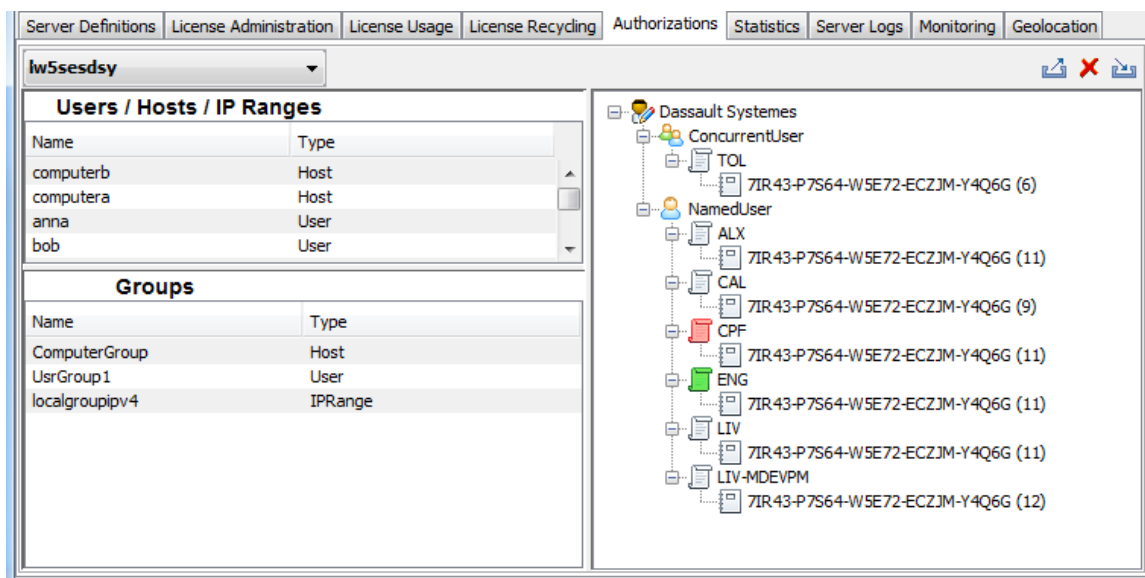 Server Definitions License Administration License Usage License Recycling Authorizations Statistics Server Logs Monitoring Geolocation
lw5sesdsy
Users / Hosts / IP Ranges
Name Type
computerb Host
computera Host
anna User
bob User
Groups
Name Type
ComputerGroup Host
UsrGroup1 User
localgroupipv4 IPRange
Dassault Systemes
ConcurrentUser
TOL
7IR43-P7S64-W5E72-ECZJM-Y4Q6G (6)
NamedUser
ALX
7IR43-P7S64-W5E72-ECZJM-Y4Q6G (11)
CAL
7IR43-P7S64-W5E72-ECZJM-Y4Q6G (9)
CPF
7IR43-P7S64-W5E72-ECZJM-Y4Q6G (11)
ENG
7IR43-P7S64-W5E72-ECZJM-Y4Q6G (11)
LIV
7IR43-P7S64-W5E72-ECZJM-Y4Q6G (11)
LIV-MDEVPM
7IR43-P7S64-W5E72-ECZJM-Y4Q6G (12)